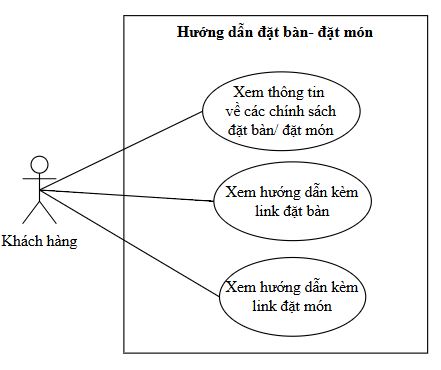 Hướng dẫn đặt bàn- đặt món
Xem thông tin
về các chính sách
đặt bàn/ đặt món
Xem hướng dẫn kèm
link đặt bàn
Khách hàng
Xem hướng dẫn kèm
link đặt món